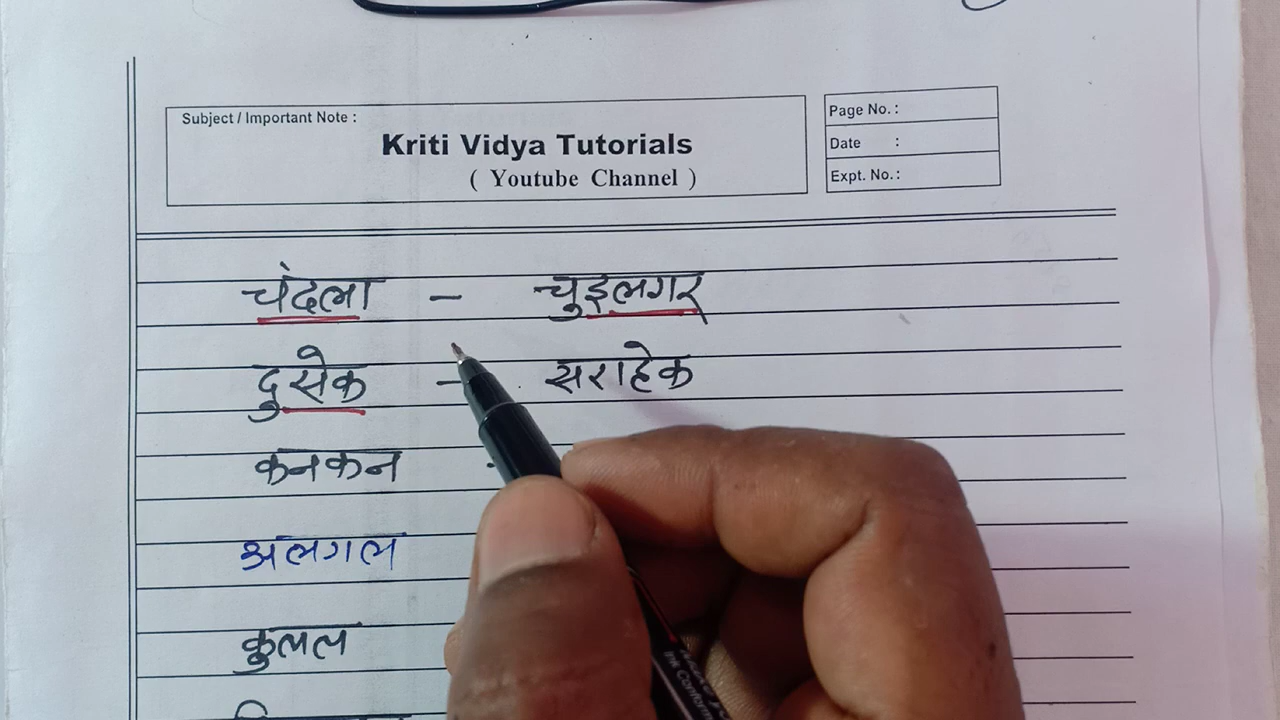 Subject / Important Note :
Kriti Vidya Tutorials
( Youtube Channel )
Page No. :
Date :
Expt. No. :
चंदला – चुइलगर
दुसेक – सराहेक
कनकन -
अलगल
कुलल